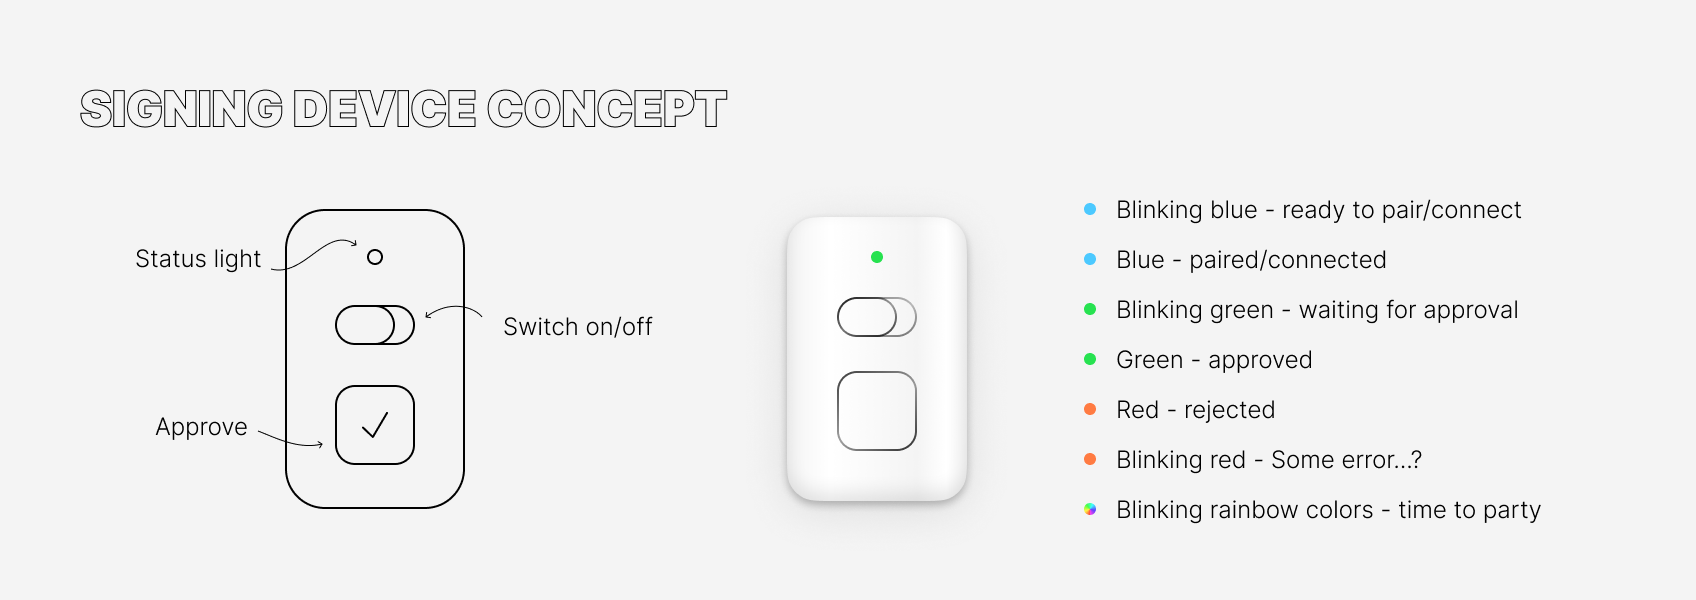 SIGNING DEVICE CONCEPT
Status light
Switch on/off
Approve
Blinking blue - ready to pair/connect
Blue - paired/connected
Blinking green - waiting for approval
Green - approved
Red - rejected
Blinking red - Some error...?
Blinking rainbow colors - time to party